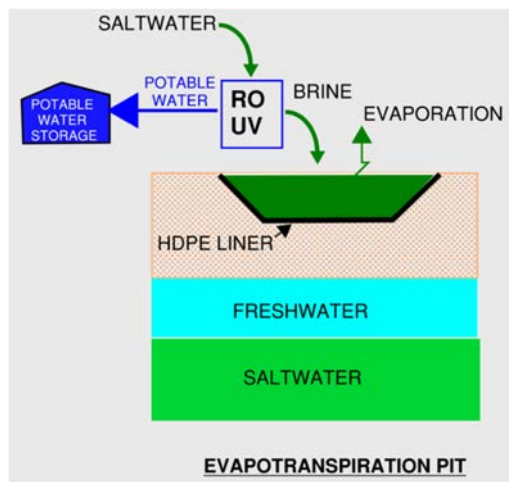 SALTWATER
POTABLE
WATER
RO
UV
BRINE
POTABLE
WATER
STORAGE
EVAPORATION
HDPE LINER
FRESHWATER
SALTWATER
EVAPOTRANSPIRATION PIT